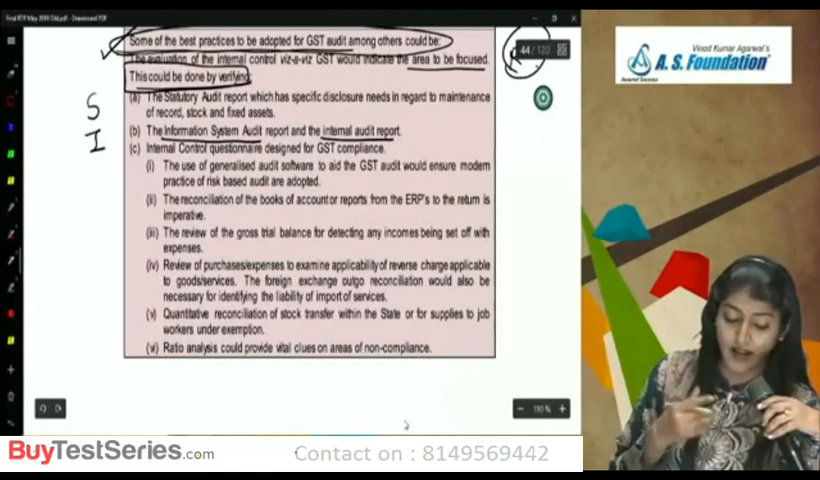 Final RTP May 2019 Old.pdf - Drawboard PDF
Some of the best practices to be adopted for GST audit among others could be:
The evaluation of the internal control viz-a-viz GST would indicate the area to be focused.
This could be done by verifying:
(a) The Statutory Audit report which has specific disclosure needs in regard to maintenance
of record, stock and fixed assets.
(b) The Information System Audit report and the internal audit report.
(c) Internal Control questionnaire designed for GST compliance.
(i) The use of generalised audit software to aid the GST audit would ensure modern
practice of risk based audit are adopted.
(ii) The reconciliation of the books of account or reports from the ERP's to the return is
imperative.
(iii) The review of the gross trial balance for detecting any incomes being set off with
expenses.
(iv) Review of purchases/expenses to examine applicability of reverse charge applicable
to goods/services. The foreign exchange outgo reconciliation would also be
necessary for identifying the liability of import of services.
(v) Quantitative reconciliation of stock transfer within the State or for supplies to job
workers under exemption.
(vi) Ratio analysis could provide vital clues on areas of non-compliance.
S
I
44 / 120
110 %
Vinod Kumar Agarwal's
A. S. Foundation
Assured Success
BuyTestSeries.com
Contact on : 8149569442